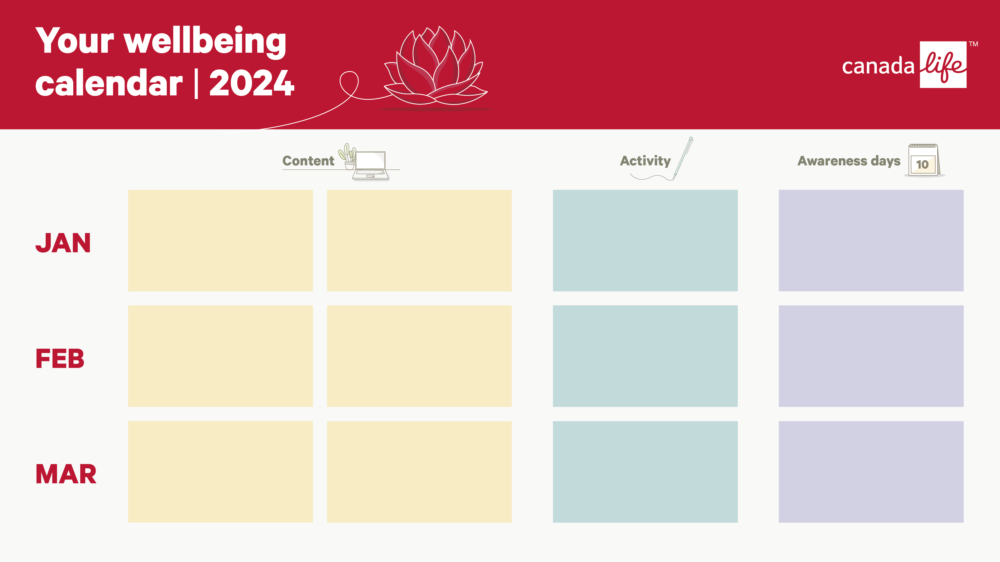 Your wellbeing
calendar | 2024
canada life™
Content
Activity
Awareness days
10
JAN
FEB
MAR